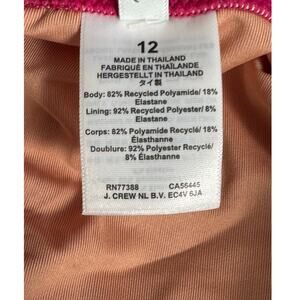 12
MADE IN THAILAND
FABRIQUÉ EN THAÏLANDE
HERGESTELLT IN THAILAND
タイ製
Body: 82% Recycled Polyamide/ 18%
Elastane
Lining: 92% Recycled Polyester/ 8%
Elastane
Corps: 82% Polyamide Recyclé/ 18%
Élasthanne
Doublure: 92% Polyester Recyclé/
8% Élasthanne
RN77388 CA56445
J. CREW NL B.V. EC4V 6JA